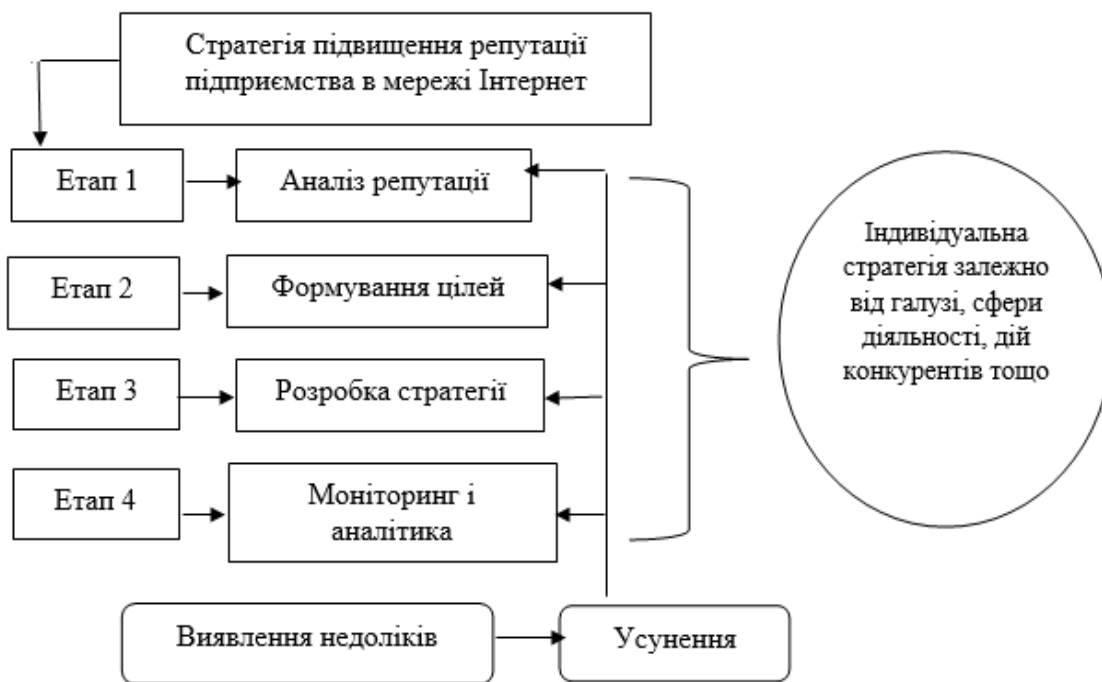 Стратегія підвищення репутації
підприємства в мережі Інтернет
Етап 1
Аналіз репутації
Етап 2
Формування цілей
Етап 3
Розробка стратегії
Етап 4
Моніторинг і
аналітика
Виявлення недоліків
Усунення
Індивідуальна
стратегія залежно
від галузі, сфери
діяльності, дій
конкурентів тощо